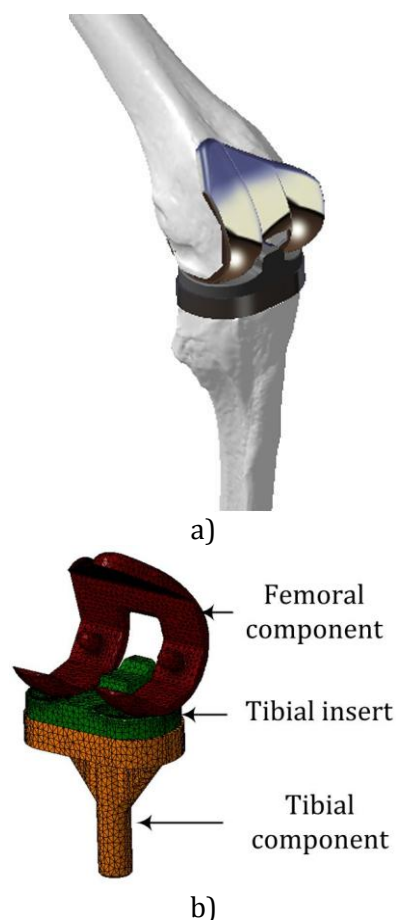 a)
Femoral
component
Tibial insert
Tibial
component
b)